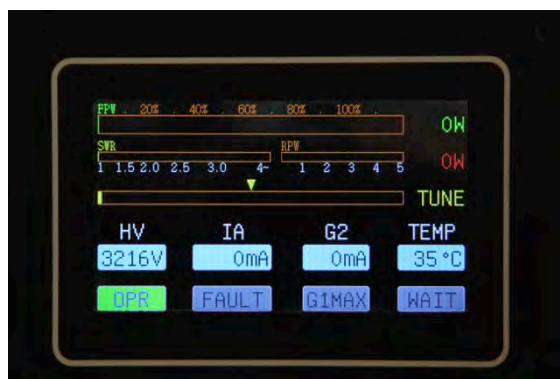 FPW . 20% . 40% . 60% . 80% . 100% .
0W
SWR RPW
0W
1 1.5 2.0 2.5 3.0 4~ 1 2 3 4 5
TUNE
HV IA G2 TEMP
3216V 0mA 0mA 35°C
OPR FAULT G1MAX WAIT